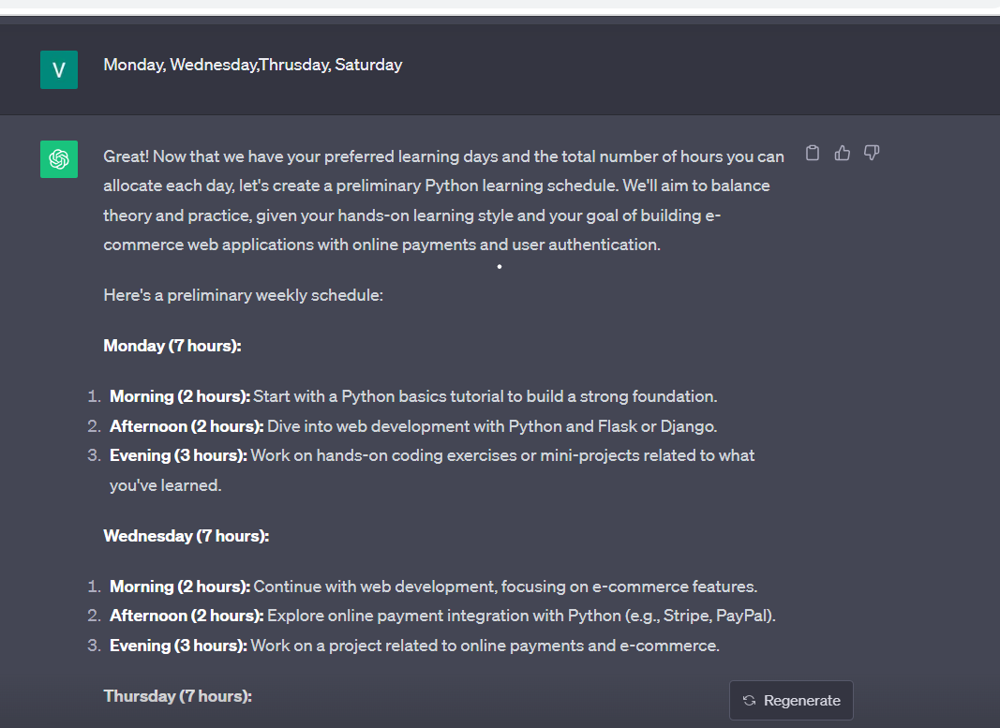 V
Monday, Wednesday,Thrusday, Saturday
Great! Now that we have your preferred learning days and the total number of hours you can
allocate each day, let's create a preliminary Python learning schedule. We'll aim to balance
theory and practice, given your hands-on learning style and your goal of building e-
commerce web applications with online payments and user authentication.
Here's a preliminary weekly schedule:
Monday (7 hours):
1. Morning (2 hours): Start with a Python basics tutorial to build a strong foundation.
2. Afternoon (2 hours): Dive into web development with Python and Flask or Django.
3. Evening (3 hours): Work on hands-on coding exercises or mini-projects related to what
you've learned.
Wednesday (7 hours):
1. Morning (2 hours): Continue with web development, focusing on e-commerce features.
2. Afternoon (2 hours): Explore online payment integration with Python (e.g., Stripe, PayPal).
3. Evening (3 hours): Work on a project related to online payments and e-commerce.
Thursday (7 hours):
Regenerate